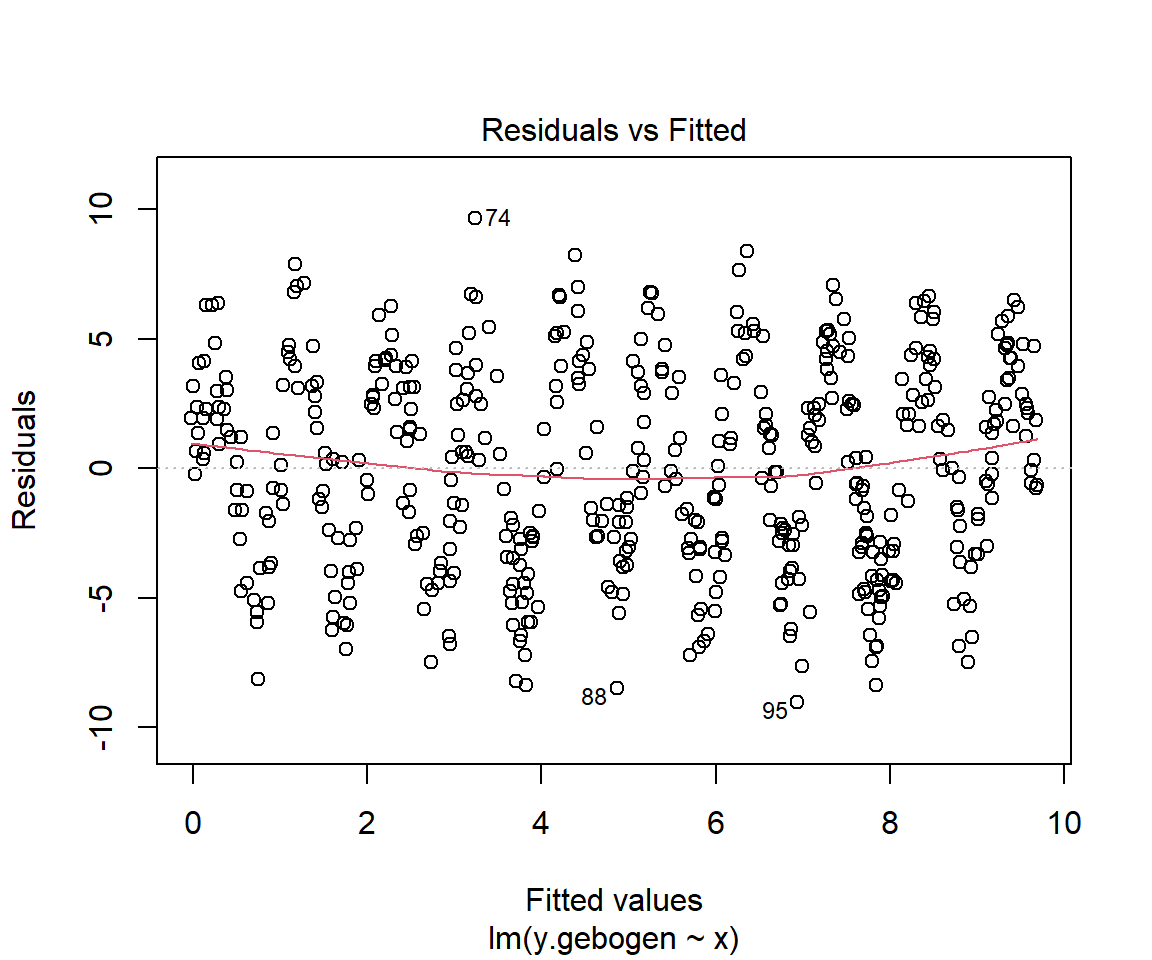 Residuals vs Fitted
Residuals
10
5
0
-5
-10
74
88
95
0 2 4 6 8 10
Fitted values
lm(y.gebogen ~ x)